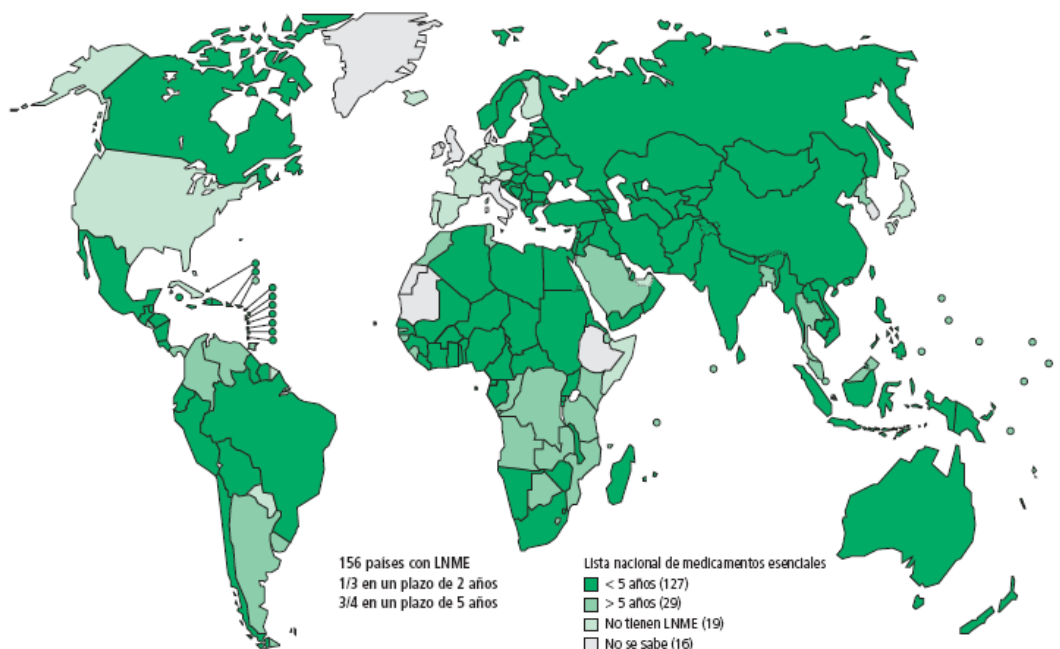 156 países con LNME
1/3 en un plazo de 2 años
3/4 en un plazo de 5 años
Lista nacional de medicamentos esenciales
< 5 años (127)
> 5 años (29)
No tienen LNME (19)
No se sabe (16)